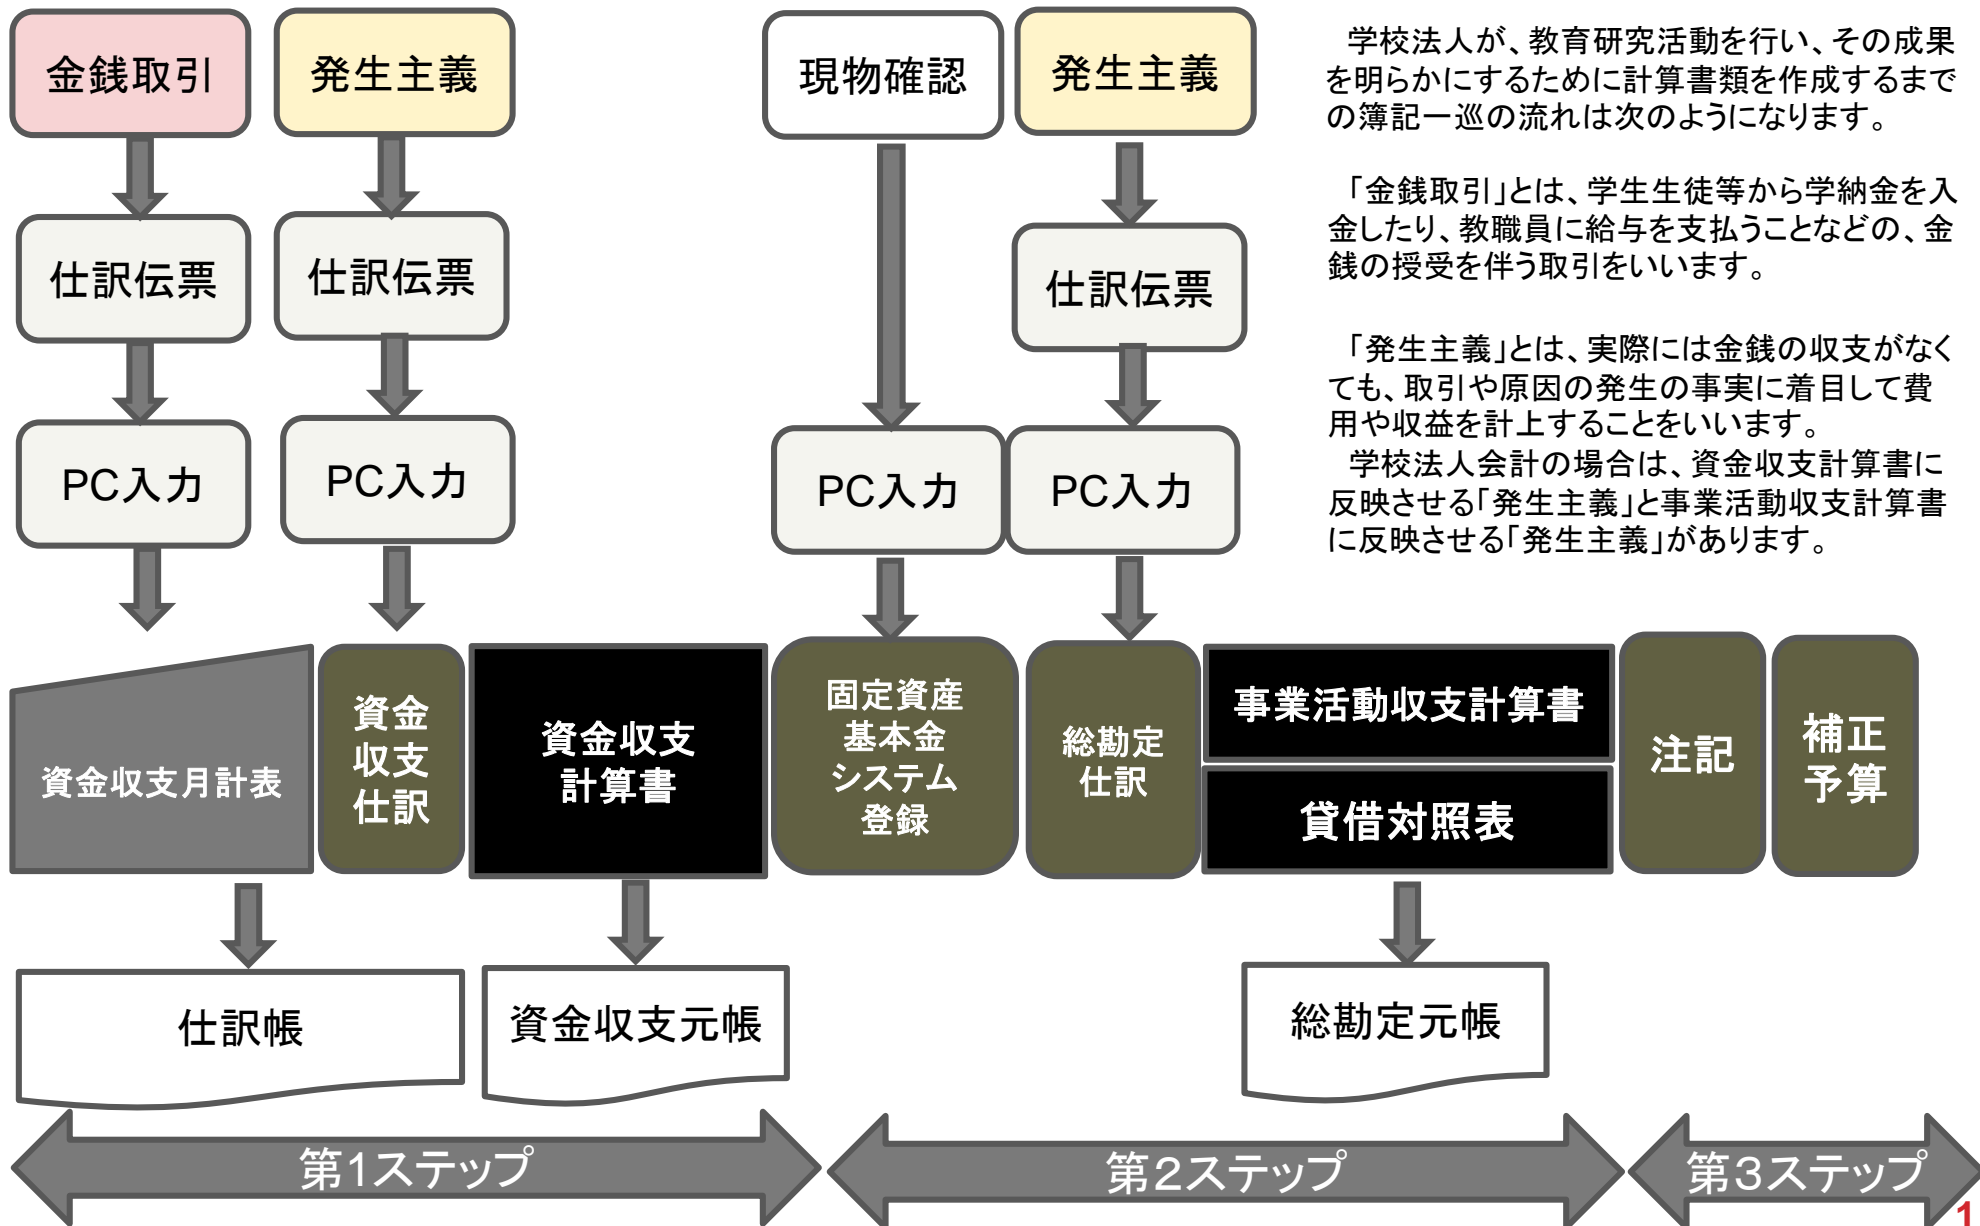 金銭取引
発生主義
現物確認
発生主義
仕訳伝票
仕訳伝票
仕訳伝票
PC入力
PC入力
PC入力
PC入力
学校法人が、教育研究活動を行い、その成果
を明らかにするために計算書類を作成するまで
の簿記一巡の流れは次のようになります。
「金銭取引」とは、学生生徒等から学納金を入
金したり、教職員に給与を支払うことなどの、金
銭の授受を伴う取引をいいます。
「発生主義」とは、実際には金銭の収支がなく
ても、取引や原因の発生の事実に着目して費
用や収益を計上することをいいます。
学校法人会計の場合は、資金収支計算書に
反映させる「発生主義」と事業活動収支計算書
に反映させる「発生主義」があります。
資金収支月計表
資金
収支
仕訳
資金収支
計算書
固定資産
基本金
システム
登録
総勘定
仕訳
事業活動収支計算書
貸借対照表
注記
補正
予算
仕訳帳
資金収支元帳
総勘定元帳
第1ステップ
第2ステップ
第3ステップ
1